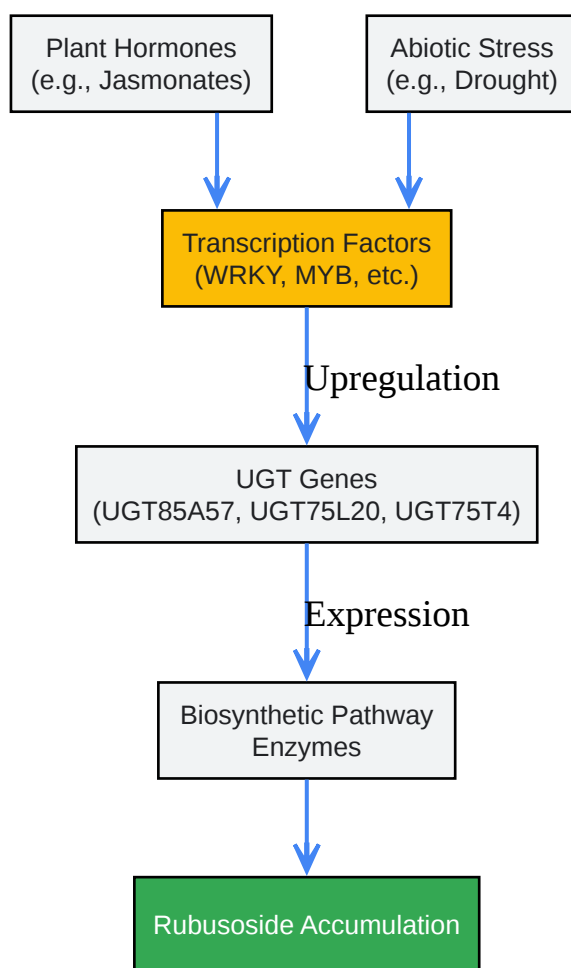 Plant Hormones
(e.g., Jasmonates)
Abiotic Stress
(e.g., Drought)
Transcription Factors
(WRKY, MYB, etc.)
Upregulation
UGT Genes
(UGT85A57, UGT75L20, UGT75T4)
Expression
Biosynthetic Pathway
Enzymes
Rubusoside Accumulation